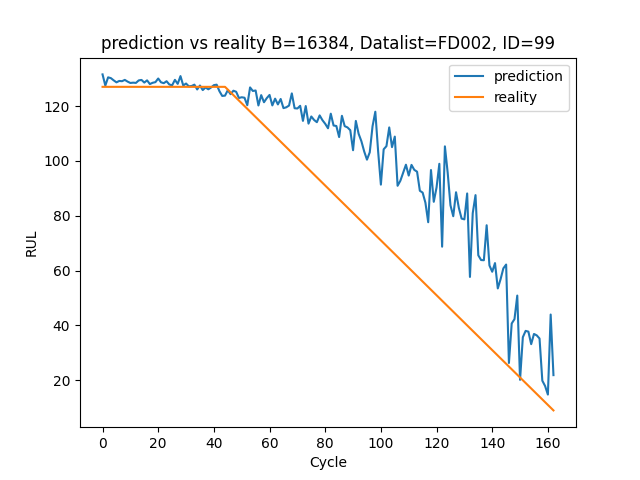 prediction vs reality B=16384, Datalist=FD002, ID=99
prediction
reality
RUL
120
100
80
60
40
20
0 20 40 60 80 100 120 140 160
Cycle